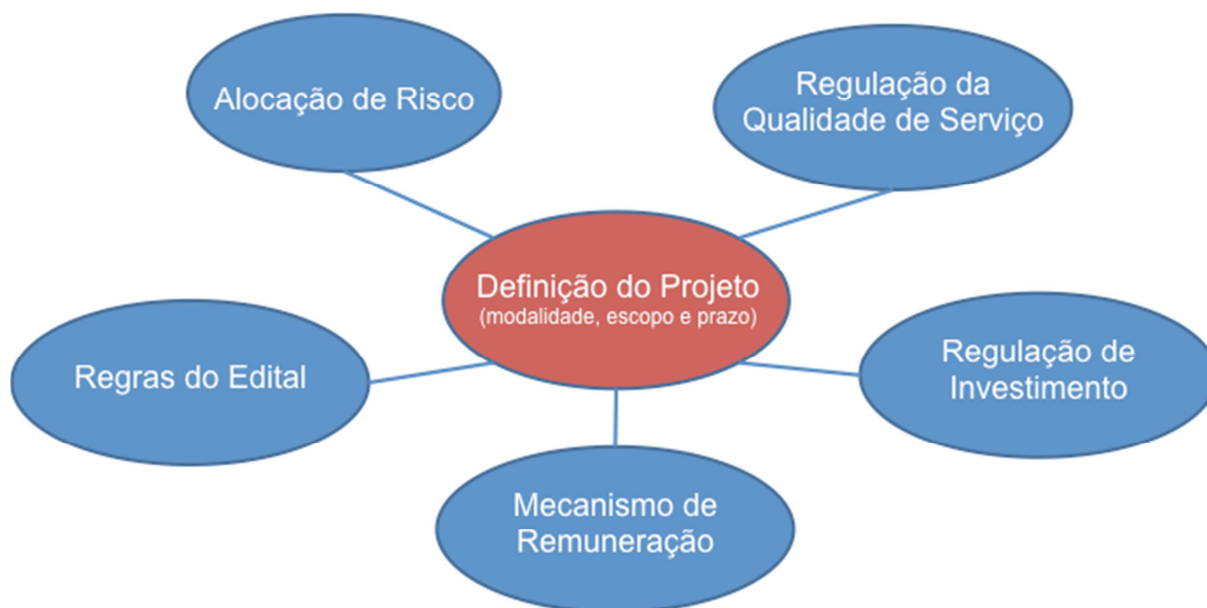 Alocação de Risco
Regulação da
Qualidade de Serviço
Definição do Projeto
(modalidade, escopo e prazo)
Regras do Edital
Regulação de
Investimento
Mecanismo de
Remuneração